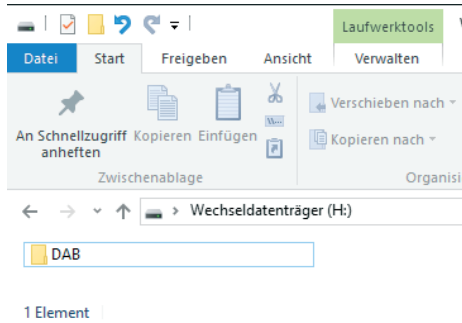 Laufwerktools
Datei Start Freigeben Ansicht Verwalten
An Schnellzugriff anheften
Kopieren Einfügen
Verschieben nach
Kopieren nach
Zwischenablage
Organisi
Wechseldatenträger (H:)
DAB
1 Element